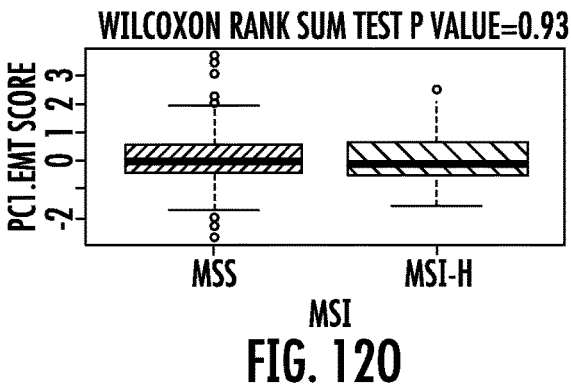 WILCOXON RANK SUM TEST P VALUE=0.93
PC1.EMT SCORE
3
2
1
0
-2
MSS
MSI-H
MSI
FIG. 120